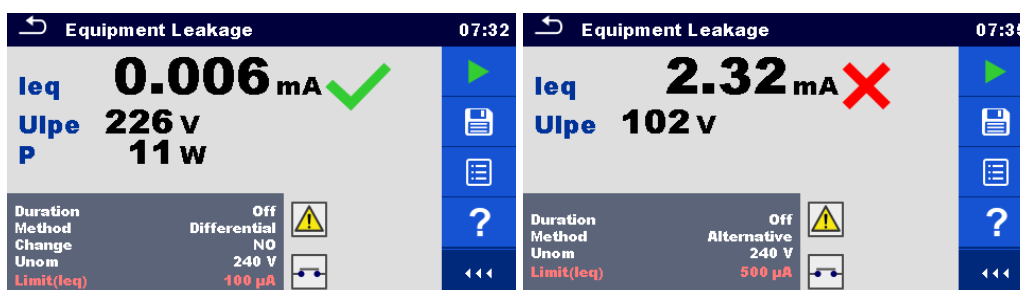 Equipment Leakage 07:32
Ieq 0.006 mA
Ulpe 226 V
P 11 W
Duration Off
Method Differential
Change NO
Unom 240 V
Limit(Ieq) 100 µA
?
Equipment Leakage 07:35
Ieq 2.32 mA
Ulpe 102 V
Duration Off
Method Alternative
Unom 240 V
Limit(Ieq) 500 µA
?